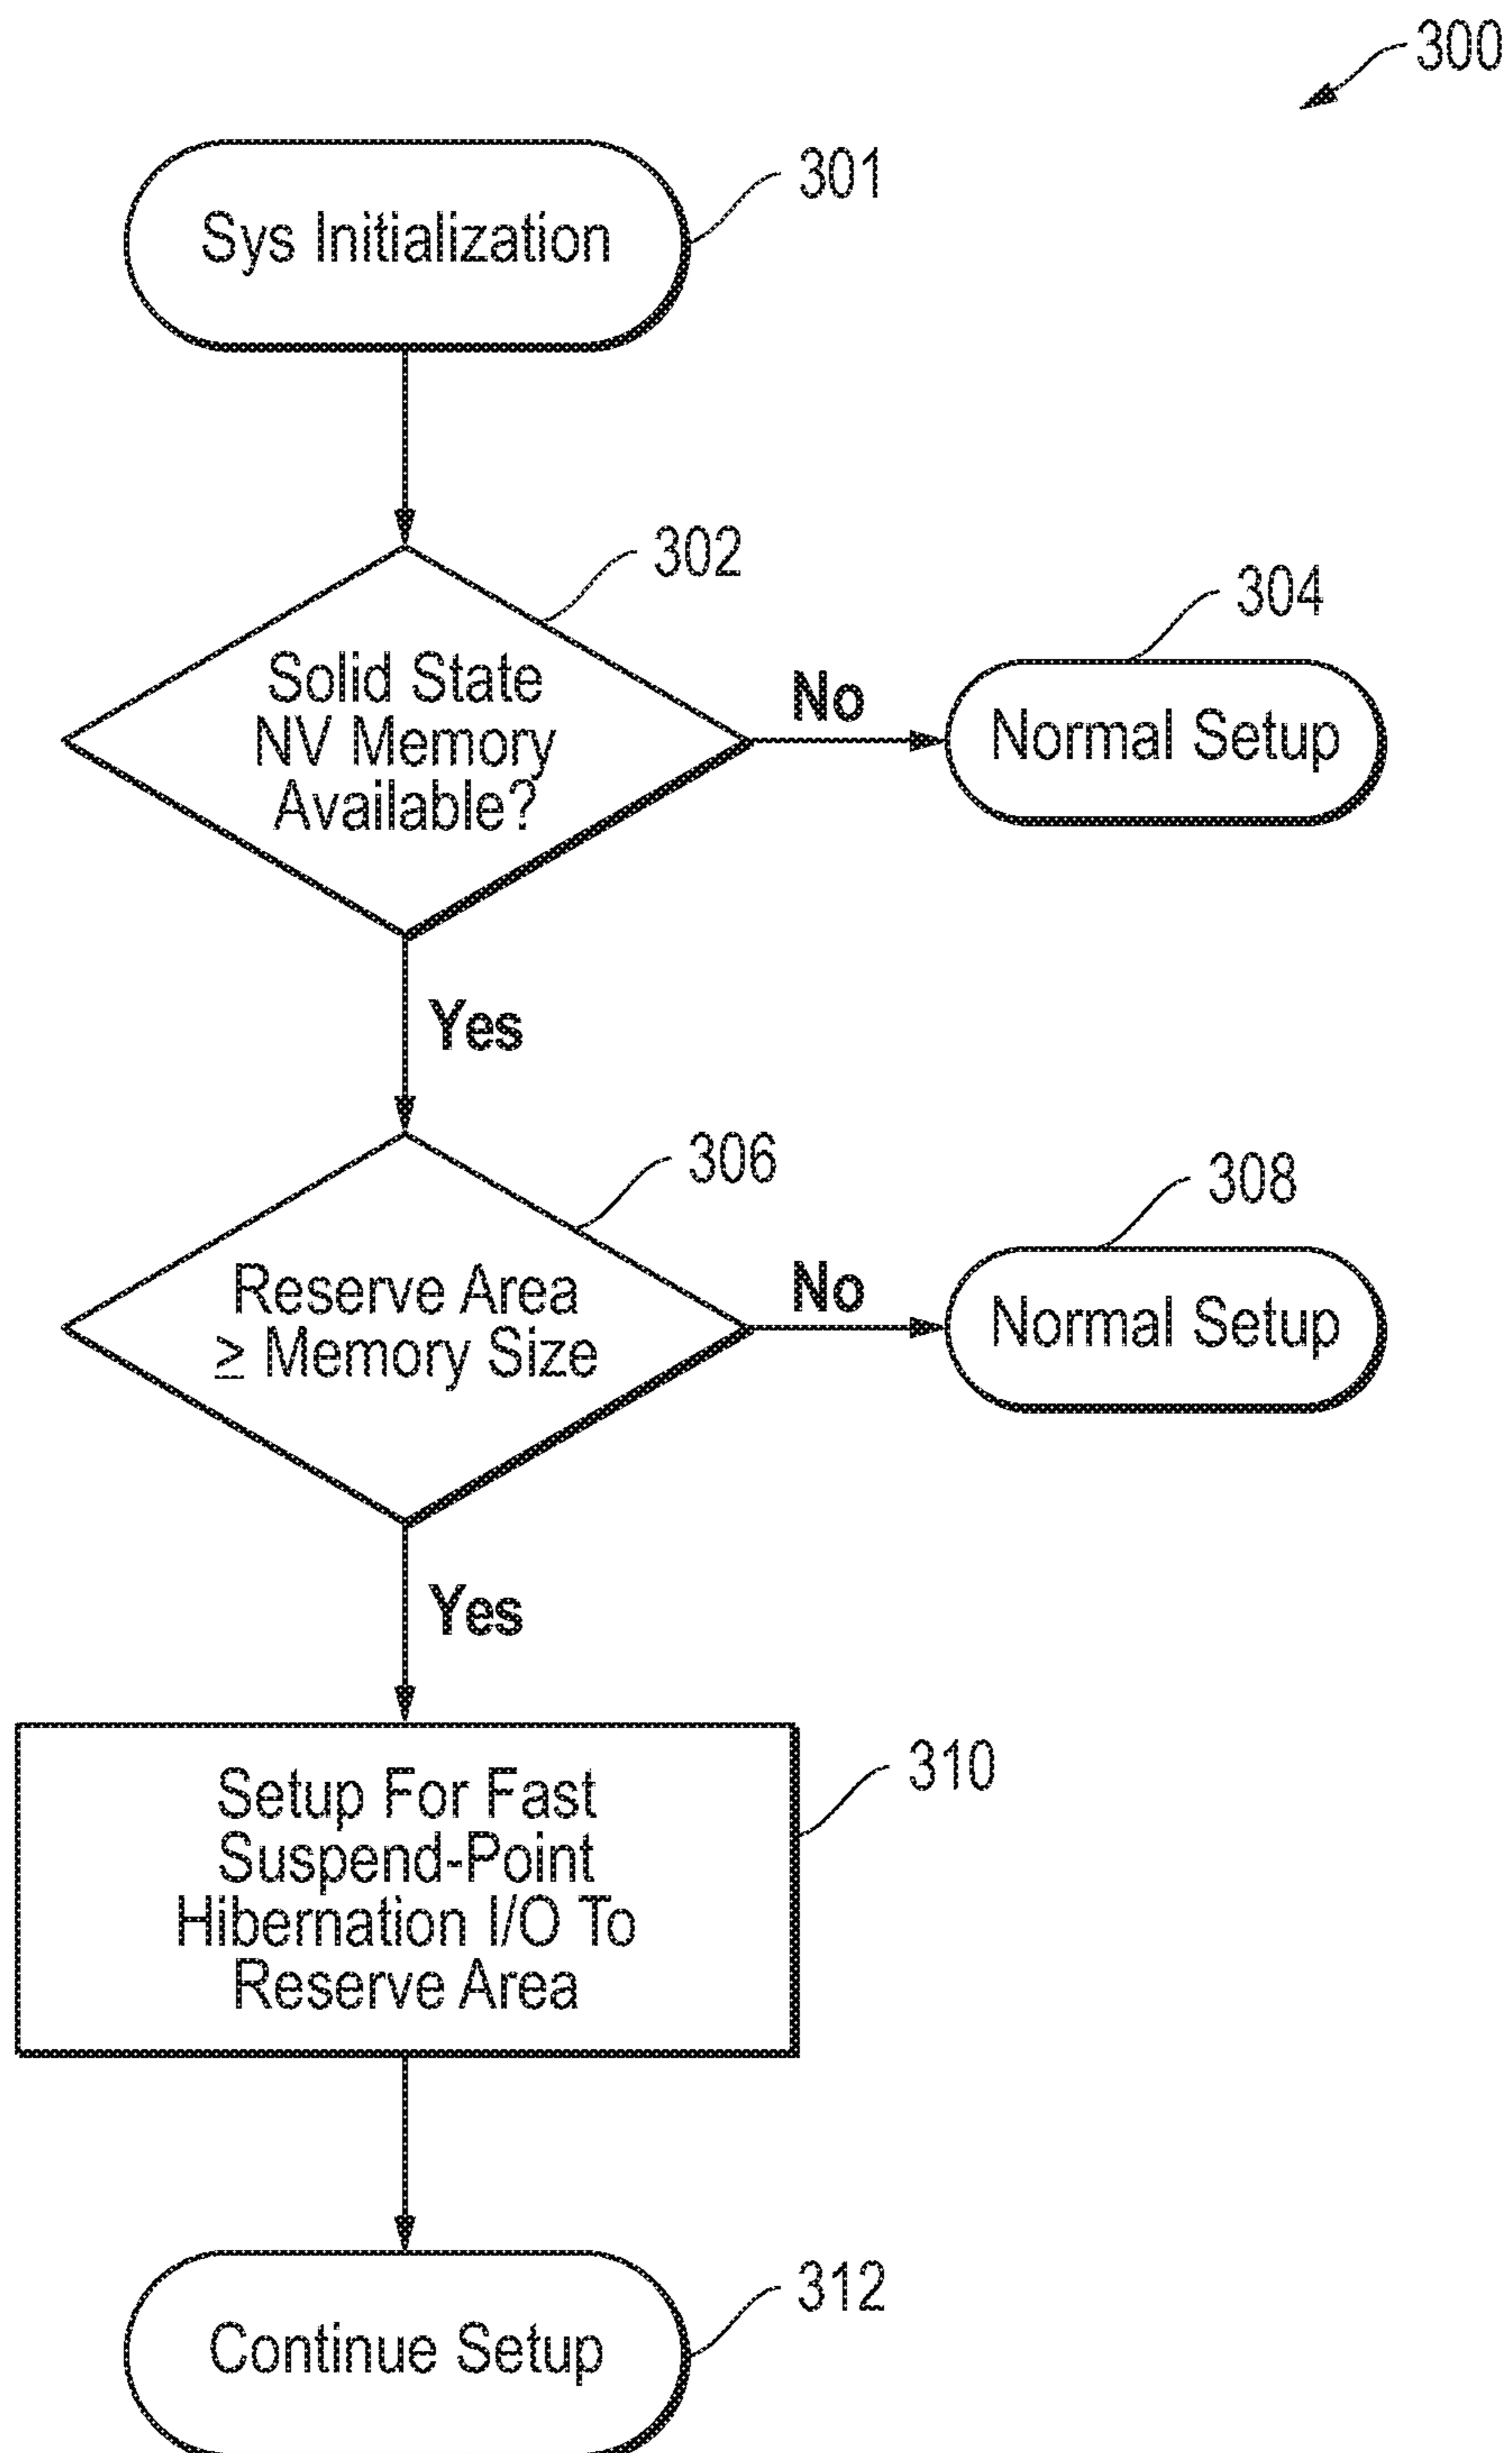 300
301
Sys Initialization
302
Solid State
NV Memory
Available?
No
304
Normal Setup
Yes
306
Reserve Area
≥ Memory Size
No
308
Normal Setup
Yes
310
Setup For Fast
Suspend-Point
Hibernation I/O To
Reserve Area
312
Continue Setup